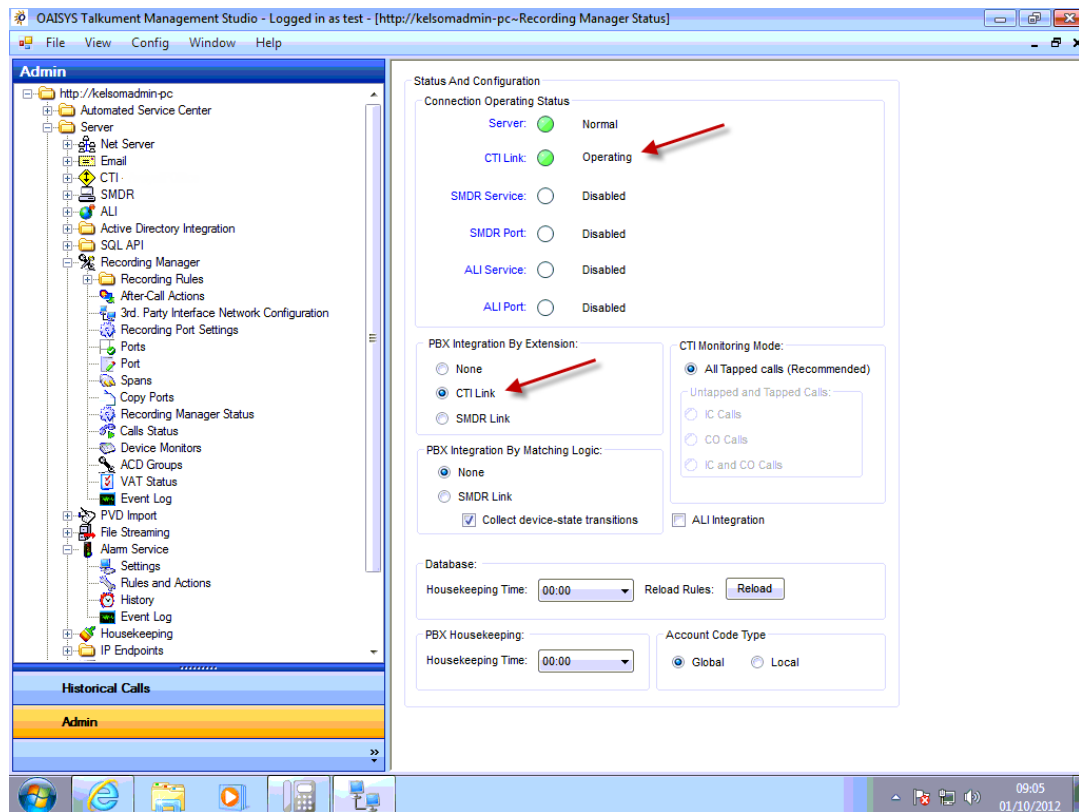 OAISYS Talkument Management Studio - Logged in as test - [http://kelsomadmin-pc~Recording Manager Status]
File View Config Window Help
Admin
http://kelsomadmin-pc
Automated Service Center
Server
Net Server
Email
CTI
SMDR
ALI
Active Directory Integration
SQL API
Recording Manager
Recording Rules
After-Call Actions
3rd. Party Interface Network Configuration
Recording Port Settings
Ports
Port
Spans
Copy Ports
Recording Manager Status
Calls Status
Device Monitors
ACD Groups
VAT Status
Event Log
PVD Import
File Streaming
Alarm Service
Settings
Rules and Actions
History
Event Log
Housekeeping
IP Endpoints
Historical Calls
Admin
Status And Configuration
Connection Operating Status
Server: Normal
CTI Link: Operating
SMDR Service: Disabled
SMDR Port: Disabled
ALI Service: Disabled
ALI Port: Disabled
PBX Integration By Extension:
None
CTI Link
SMDR Link
CTI Monitoring Mode:
All Tapped calls (Recommended)
Untapped and Tapped Calls:
IC Calls
CO Calls
IC and CO Calls
PBX Integration By Matching Logic:
None
SMDR Link
Collect device-state transitions
ALI Integration
Database:
Housekeeping Time: 00:00 Reload Rules: Reload
PBX Housekeeping:
Housekeeping Time: 00:00
Account Code Type
Global Local
09:05
01/10/2012